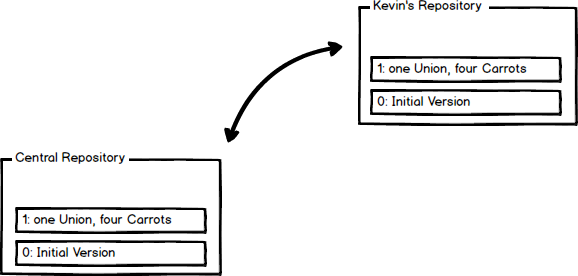 Kevin's Repository
1: one Union, four Carrots
0: Initial Version
Central Repository
1: one Union, four Carrots
0: Initial Version